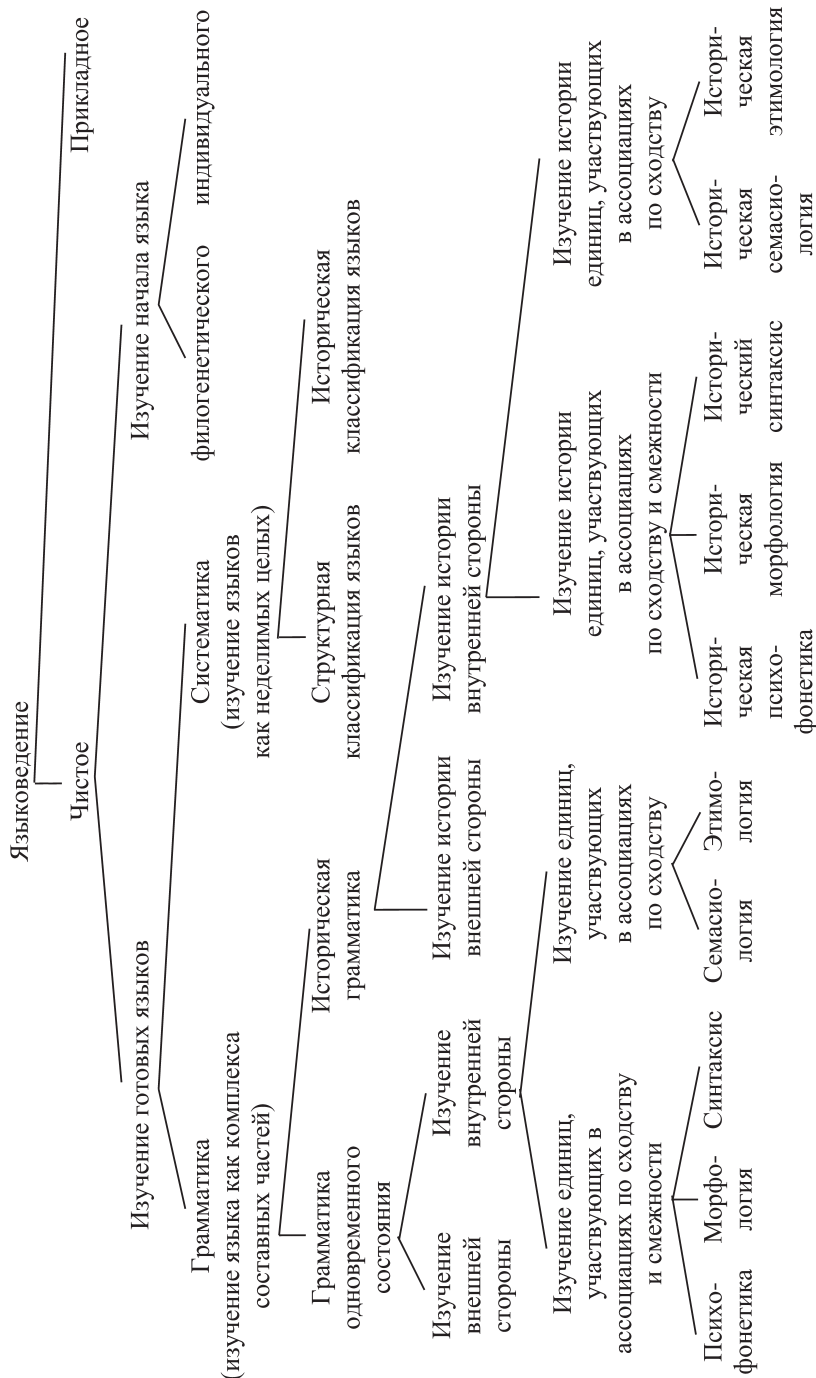 Языковедение
Чистое
Прикладное
Изучение готовых языков
Изучение начала языка
Грамматика
(изучение языка как комплекса
составных частей)
Систематика
(изучение языков
как неделимых целых)
филогенетического
индивидуального
Грамматика
одновременного
состояния
Историческая
грамматика
Структурная
классификация языков
Историческая
классификация языков
Изучение
внешней
стороны
Изучение
внутренней
стороны
Изучение истории
внешней стороны
Изучение истории
внутренней стороны
Изучение единиц,
участвующих в
ассоциациях по сходству
и смежности
Изучение единиц,
участвующих
в ассоциациях
по сходству
Изучение истории
единиц, участвующих
в ассоциациях
по сходству и смежности
Изучение истории
единиц, участвующих
в ассоциациях
по сходству
Психо-
фонетика
Морфо-
логия
Синтаксис
Семасио-
логия
Этимо-
логия
Истори-
ческая
психо-
фонетика
Истори-
ческая
морфология
Истори-
ческий
синтаксис
Истори-
ческая
семасио-
логия
Истори-
ческая
этимология